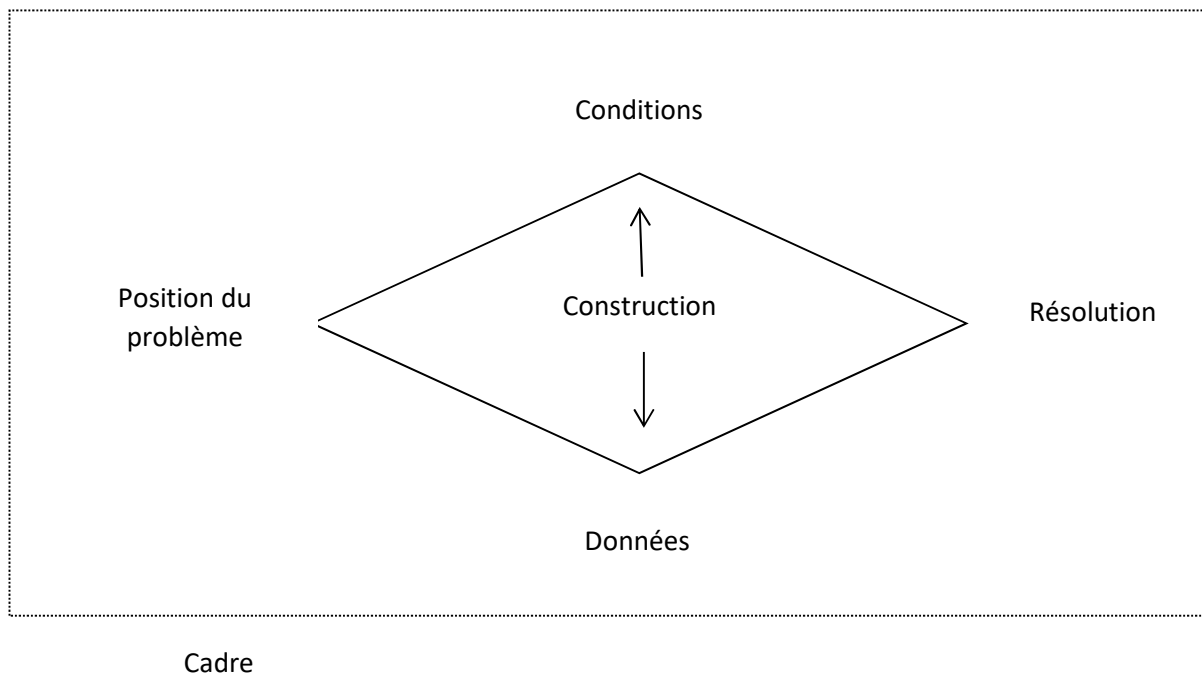 Conditions
Position du
problème
Construction
Résolution
Données
Cadre